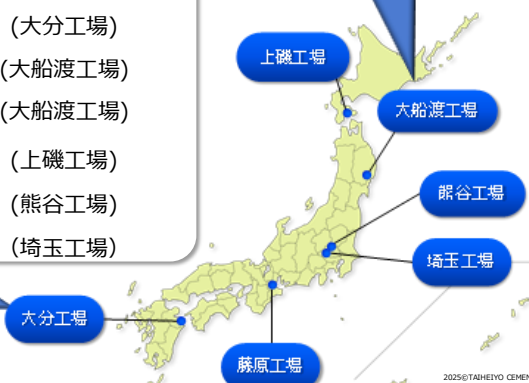 (大分工場)
(大船渡工場)
(大船渡工場)
(上磯工場)
(熊谷工場)
(埼玉工場)
上磯工場
大船渡工場
熊谷工場
埼玉工場
大分工場
藤原工場
2025©TAIHEIYO CEMEN